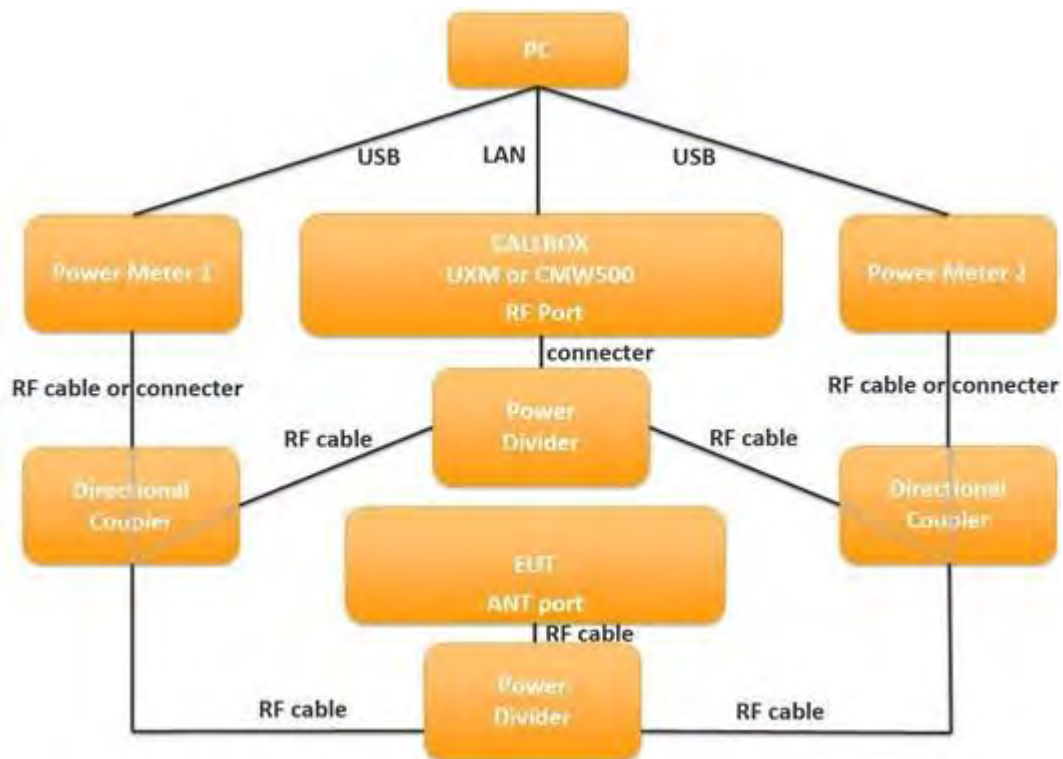 PC
USB
LAN
USB
Power Meter 1
CALLBOX
UXM or CMW500
RF Port
Power Meter 2
connecter
RF cable or connecter
RF cable or connecter
Power
Divider
RF cable
RF cable
Directional
Coupler
Directional
Coupler
EUT
ANT port
RF cable
Power
Divider
RF cable
RF cable